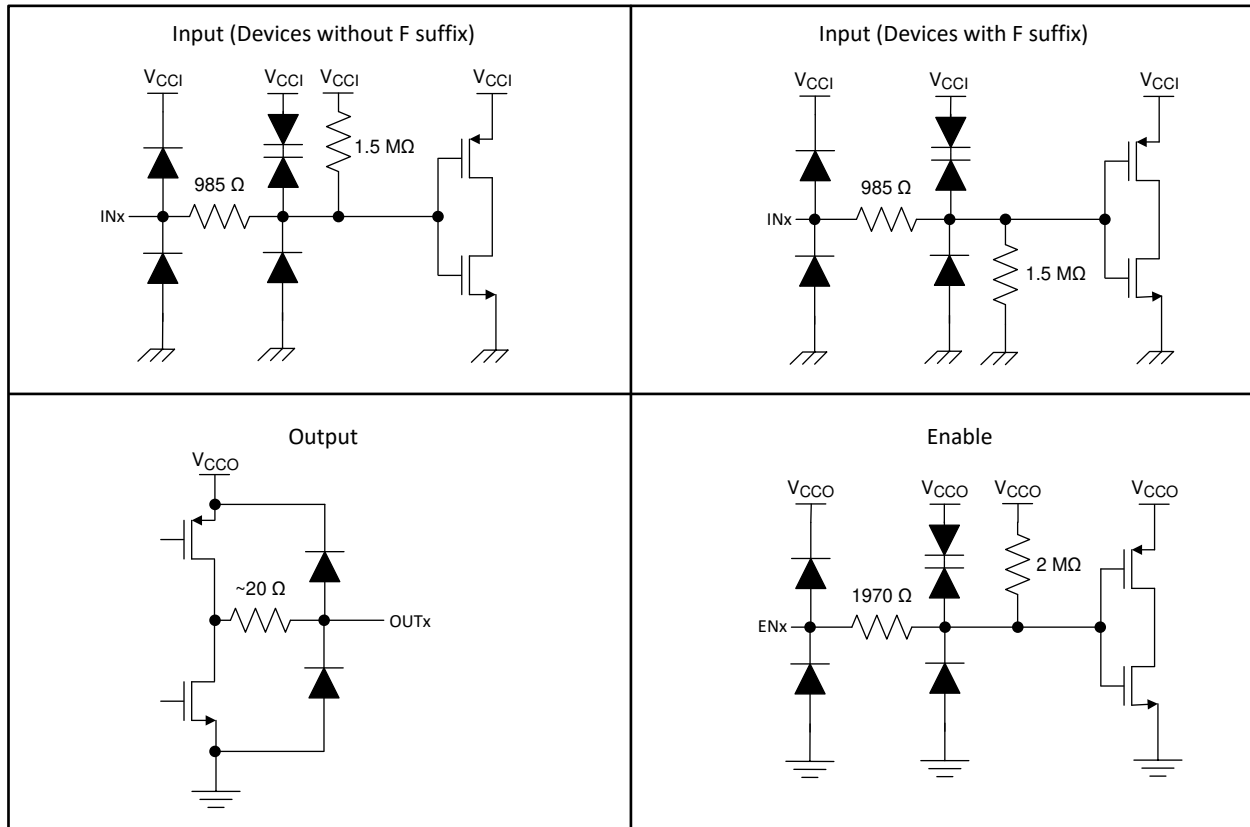 Input (Devices without F suffix)
VCCI VCCI VCCI VCCI
1.5 MΩ
985 Ω
INx
Input (Devices with F suffix)
VCCI VCCI VCCI
985 Ω
INx
1.5 MΩ
Output
VCCO
~20 Ω
OUTx
Enable
VCCO VCCO VCCO VCCO
2 MΩ
1970 Ω
ENx